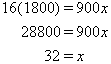 16(1800) = 900x
28800 = 900x
32 = x